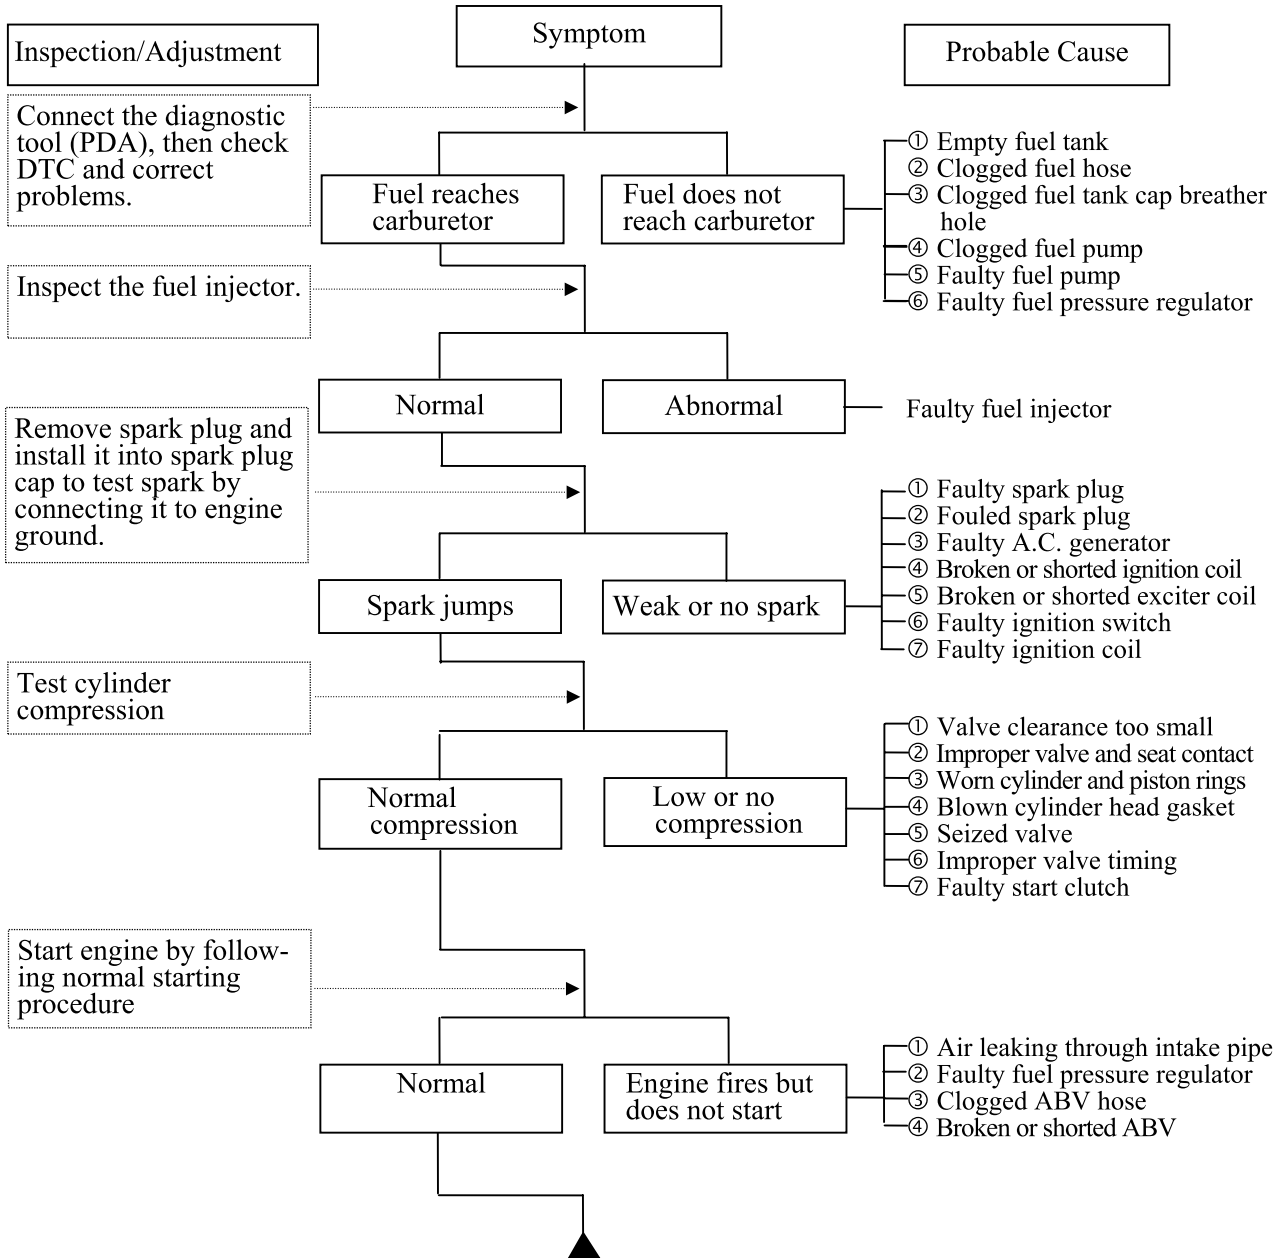 Inspection/Adjustment
Symptom
Probable Cause
Connect the diagnostic
tool (PDA), then check
DTC and correct
problems.
Fuel reaches
carburetor
Fuel does not
reach carburetor
① Empty fuel tank
② Clogged fuel hose
③ Clogged fuel tank cap breather
hole
④ Clogged fuel pump
⑤ Faulty fuel pump
⑥ Faulty fuel pressure regulator
Inspect the fuel injector.
Normal
Abnormal
Faulty fuel injector
Remove spark plug and
install it into spark plug
cap to test spark by
connecting it to engine
ground.
Spark jumps
Weak or no spark
① Faulty spark plug
② Fouled spark plug
③ Faulty A.C. generator
④ Broken or shorted ignition coil
⑤ Broken or shorted exciter coil
⑥ Faulty ignition switch
⑦ Faulty ignition coil
Test cylinder
compression
Normal
compression
Low or no
compression
① Valve clearance too small
② Improper valve and seat contact
③ Worn cylinder and piston rings
④ Blown cylinder head gasket
⑤ Seized valve
⑥ Improper valve timing
⑦ Faulty start clutch
Start engine by follow-
ing normal starting
procedure
Normal
Engine fires but
does not start
① Air leaking through intake pipe
② Faulty fuel pressure regulator
③ Clogged ABV hose
④ Broken or shorted ABV